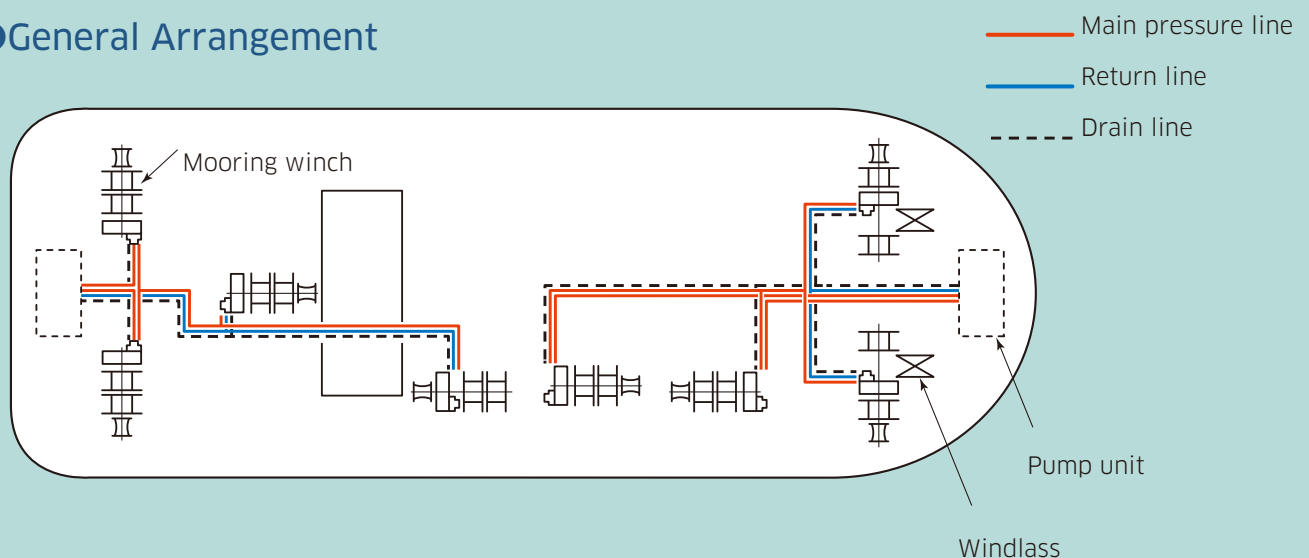 General Arrangement
Main pressure line
Return line
Drain line
Mooring winch
Pump unit
Windlass